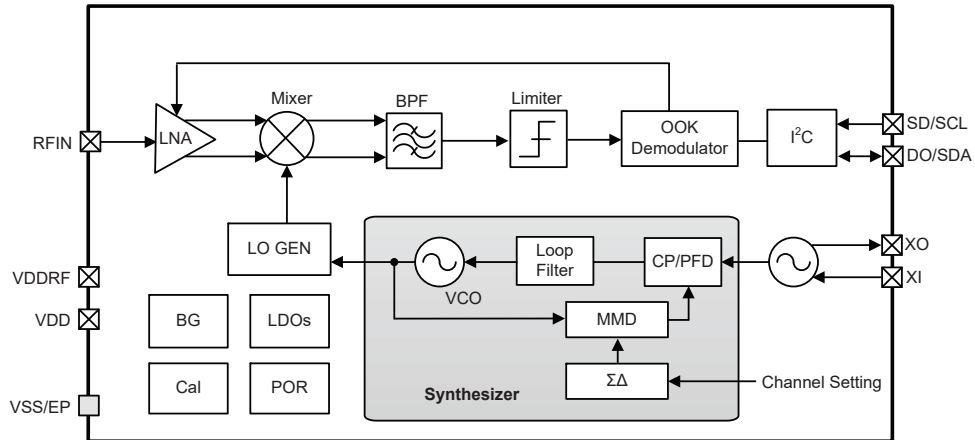 Mixer
BPF
Limiter
RFIN
LNA
OOK
Demodulator
I²C
SD/SCL
DO/SDA
LO GEN
Loop
Filter
CP/PFD
XO
XI
VCO
VDDRF
VDD
BG
LDOs
MMD
Cal
POR
Synthesizer
ΣΔ
Channel Setting
VSS/EP